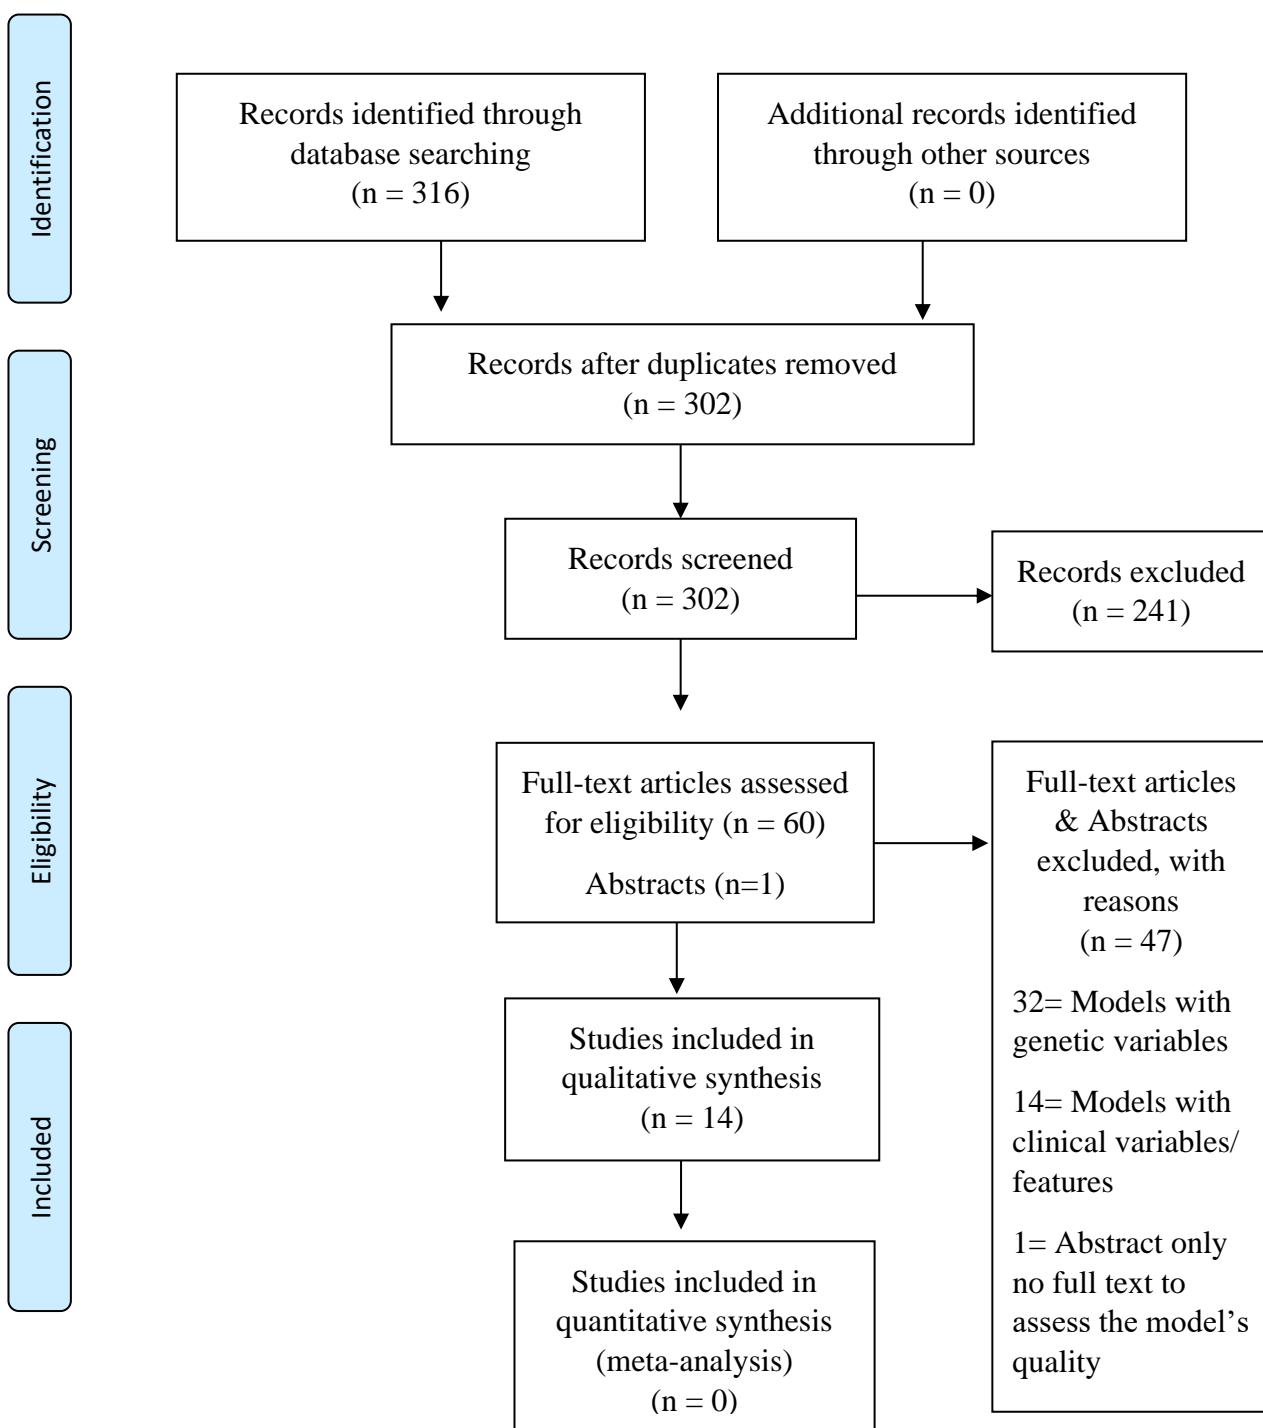 Identification
Records identified through
database searching
(n = 316)
Additional records identified
through other sources
(n = 0)
Records after duplicates removed
(n = 302)
Screening
Records screened
(n = 302)
Records excluded
(n = 241)
Eligibility
Full-text articles assessed
for eligibility (n = 60)
Abstracts (n=1)
Full-text articles
& Abstracts
excluded, with
reasons
(n = 47)
32= Models with
genetic variables
14= Models with
clinical variables/
features
1= Abstract only
no full text to
assess the model’s
quality
Included
Studies included in
qualitative synthesis
(n = 14)
Studies included in
quantitative synthesis
(meta-analysis)
(n = 0)